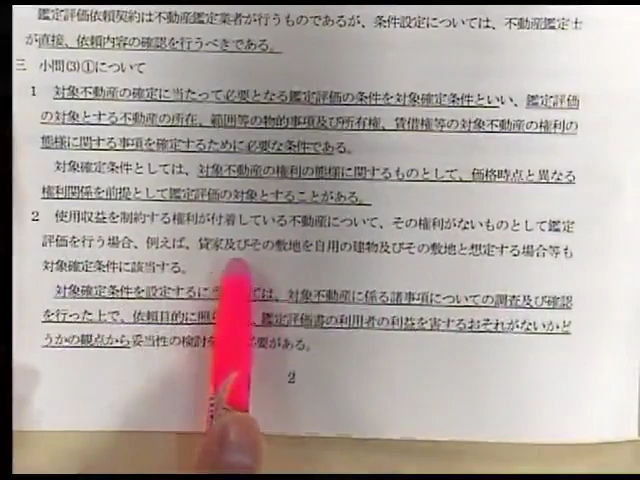 鑑定評価依頼契約は不動産鑑定業者が行うものであるが、条件設定については、不動産鑑定士
が直接、依頼内容の確認を行うべきである。
三 小問(3)①について
1 対象不動産の確定に当たって必要となる鑑定評価の条件を対象確定条件といい、鑑定評価
の対象とする不動産の所在、範囲等の物的事項及び所有権、賃借権等の対象不動産の権利の
態様に関する事項を確定するために必要な条件である。
対象確定条件としては、対象不動産の権利の態様に関するものとして、価格時点と異なる
権利関係を前提として鑑定評価の対象とすることがある。
2 使用収益を制約する権利が付着している不動産について、その権利がないものとして鑑定
評価を行う場合、例えば、貸家及びその敷地を自用の建物及びその敷地と想定する場合等も
対象確定条件に該当する。
対象確定条件を設定するに ては、対象不動産に係る諸事項についての調査及び確認
を行った上で、依頼目的に照ら 、鑑定評価書の利用者の利益を害するおそれがないかど
うかの観点から妥当性の検討を 必要がある。
2